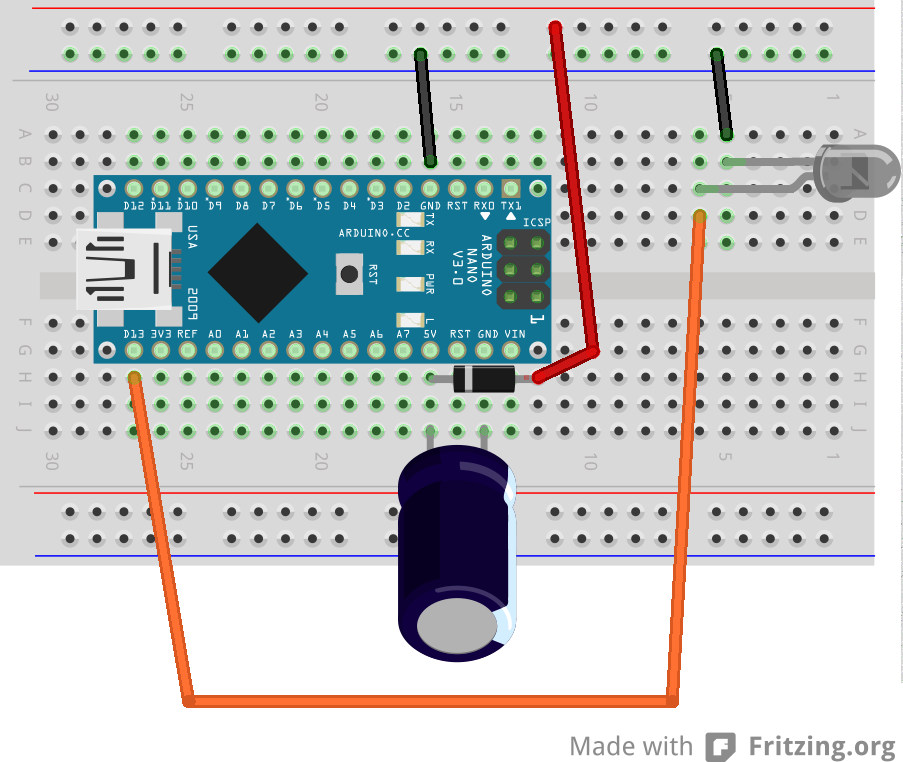 30 25 20 15 10 5 1
A A
B B
C C
D D
E E
D12 D11 D10 D9 D8 D7 D6 D5 D4 D3 D2 GND RST RX0 TX1
TX
RX
PWR
L
ARDUINO.CC
RST
USA
2005
ARDUINO
NANO
V3.0
ICSP
1
D13 3V3 REF A0 A1 A2 A3 A4 A5 A6 A7 5V RST GND VIN
F F
G G
H H
I I
J J
30 25 20 10 5 1
Made with Fritzing.org